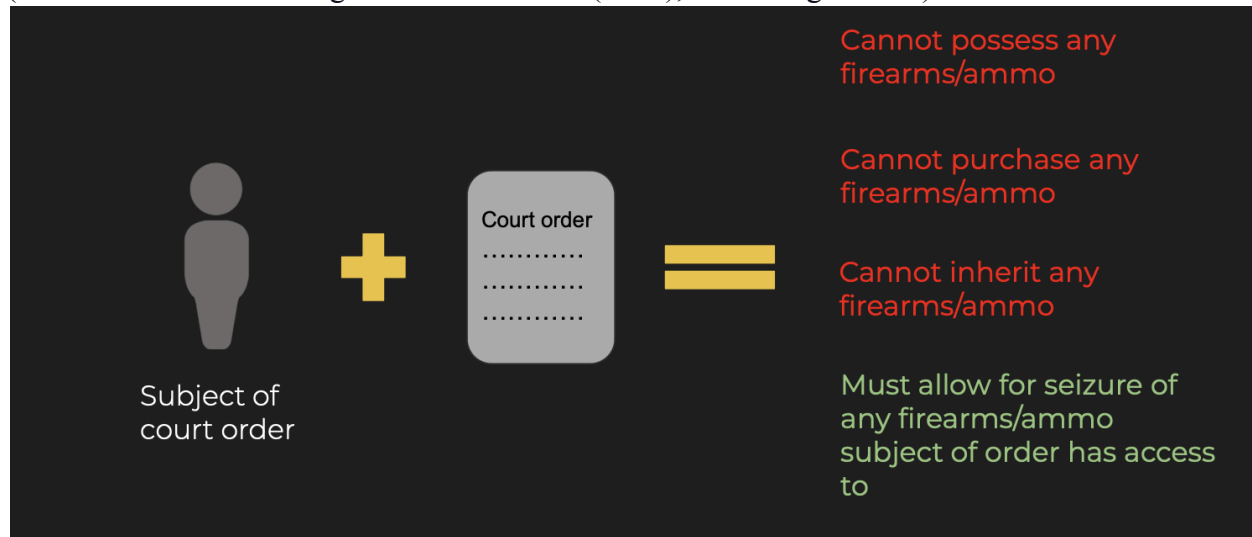 Cannot possess any
firearms/ammo
Cannot purchase any
firearms/ammo
Court order
............
............
............
Cannot inherit any
firearms/ammo
Subject of
court order
Must allow for seizure of
any firearms/ammo
subject of order has access
to